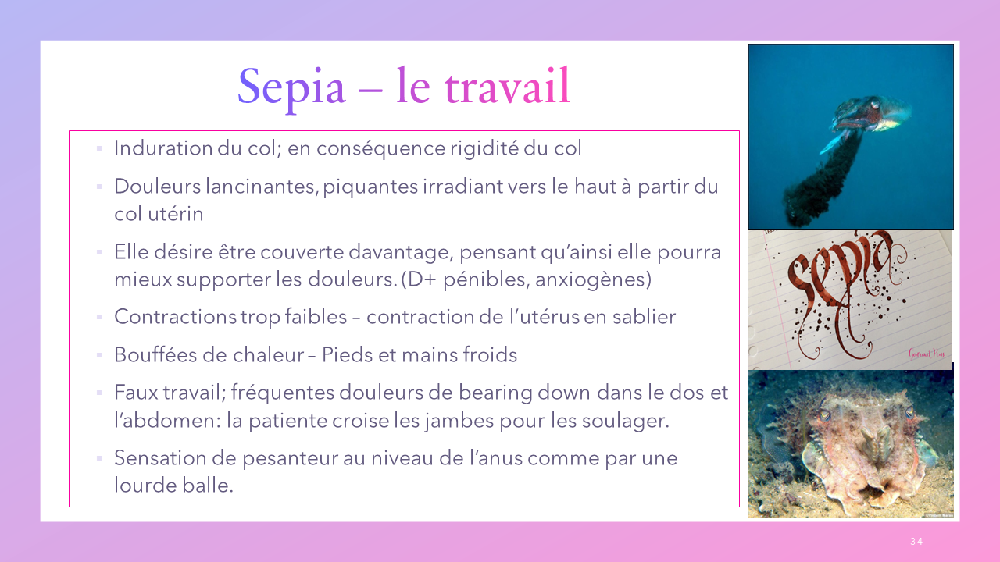 Sepia – le travail
Induration du col; en conséquence rigidité du col
Douleurs lancinantes, piquantes irradiant vers le haut à partir du
col utérin
Elle désire être couverte davantage, pensant qu'ainsi elle pourra
mieux supporter les douleurs. (D+ pénibles, anxiogènes)
Contractions trop faibles – contraction de l'utérus en sablier
Bouffées de chaleur – Pieds et mains froids
Faux travail; fréquentes douleurs de bearing down dans le dos et
l'abdomen: la patiente croise les jambes pour les soulager.
Sensation de pesanteur au niveau de l'anus comme par une
lourde balle.
sepia
Gourmet Pens
34